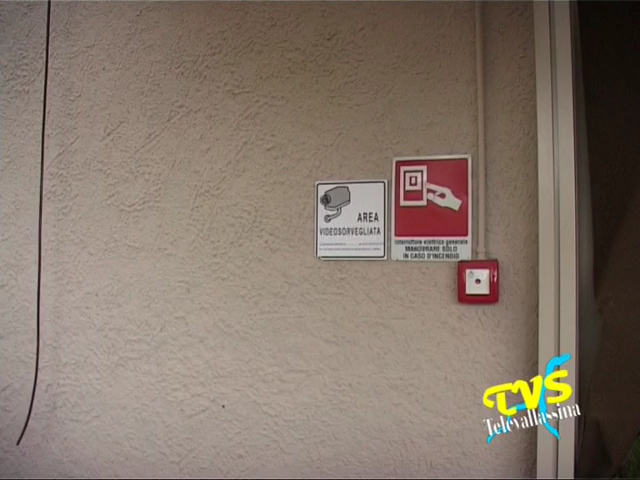 AREA
VIDEOSORVEGLIATA
interruttore elettrico generale
MANOVRARE SOLO
IN CASO D'INCENDIO
TVS
Televallassina